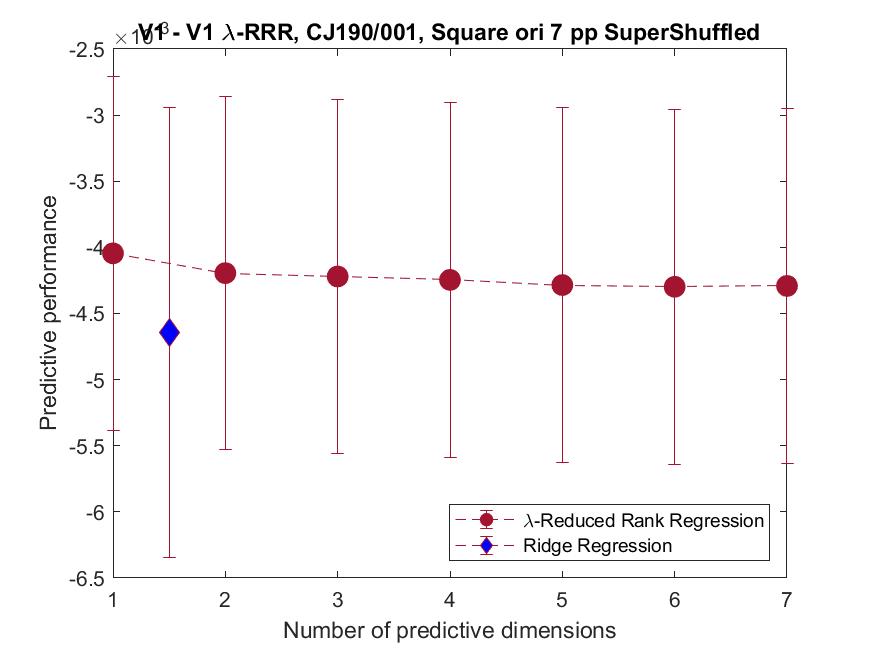 V1 - V1 λ-RRR, CJ190/001, Square ori 7 pp SuperShuffled
×10-3
-2.5
-3
-3.5
-4
-4.5
-5
-5.5
-6
-6.5
Predictive performance
λ-Reduced Rank Regression
Ridge Regression
1 2 3 4 5 6 7
Number of predictive dimensions